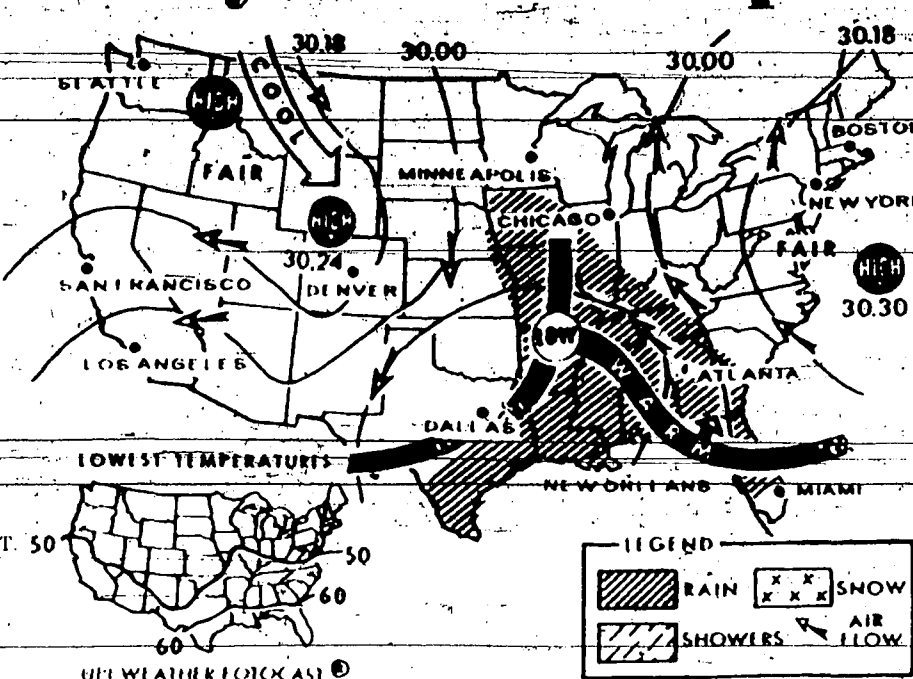 30.18
30.00
30.00
30.18
SEATTLE
HIGH
COOL
BOSTON
FAIR
MINNEAPOLIS
NEW YORK
HIGH
CHICAGO
FAIR
HIGH
30.24
DENVER
30.30
SAN FRANCISCO
LOW
LOS ANGELES
WARM
ATLANTA
DALLAS
LOWEST TEMPERATURES
NEW ORLEANS
MIAMI
T. 50
50
60
60
LEGEND
RAIN
SNOW
SHOWERS
AIR
FLOW
UPI WEATHER FOTOCAST ®